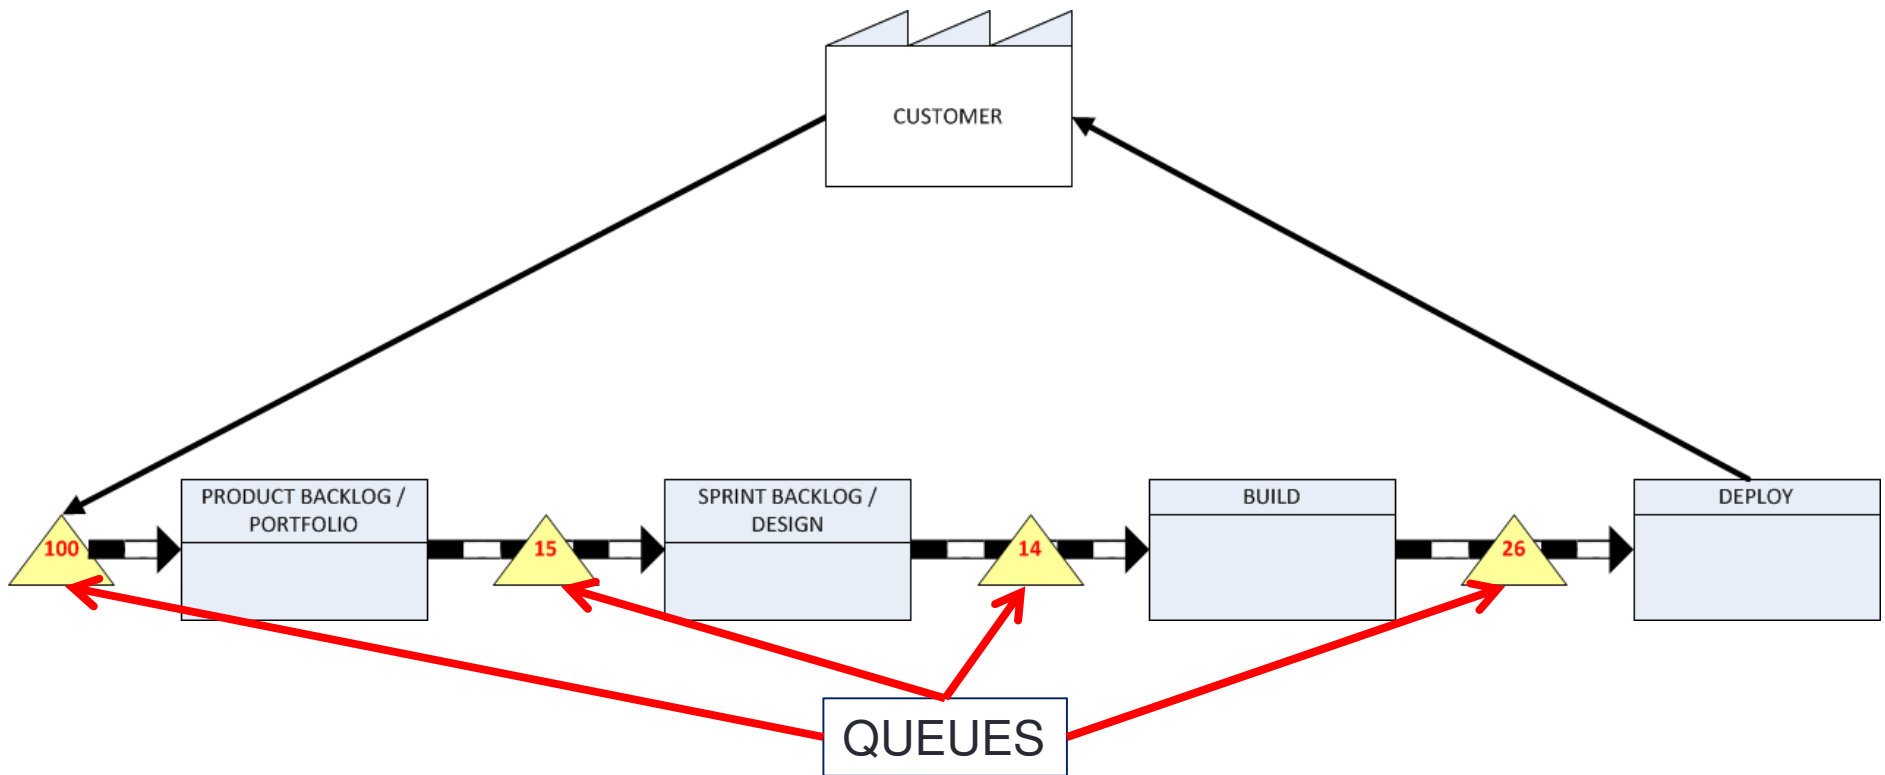 CUSTOMER
PRODUCT BACKLOG /
PORTFOLIO
SPRINT BACKLOG /
DESIGN
BUILD
DEPLOY
100
15
14
26
QUEUES